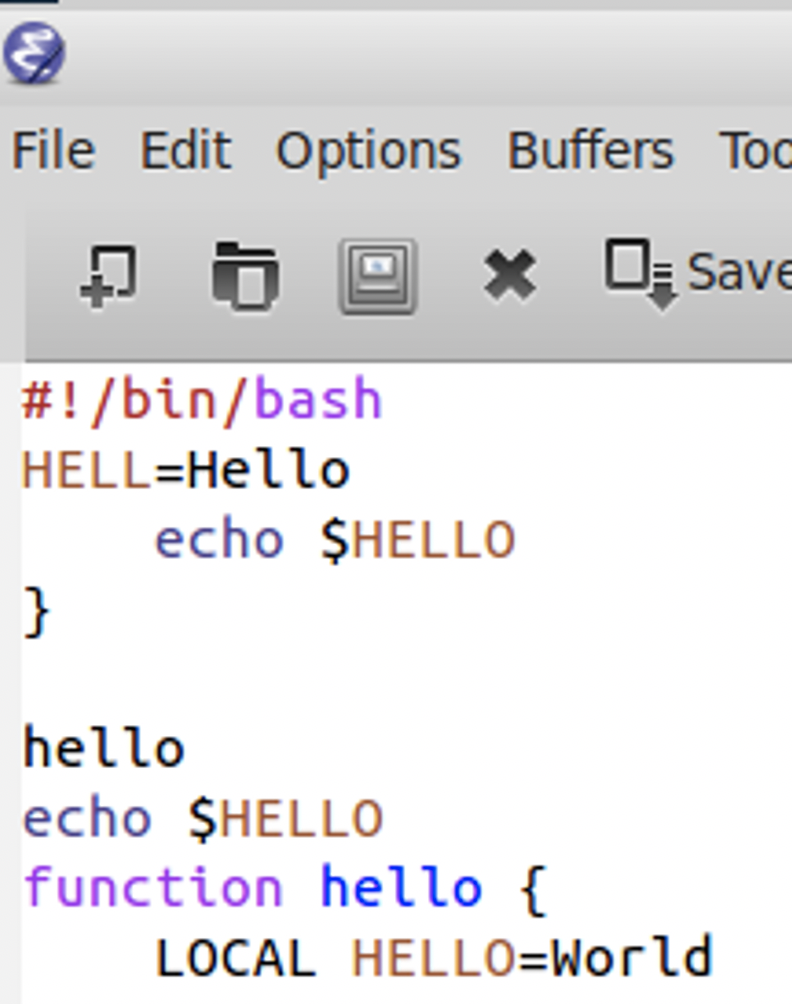 File Edit Options Buffers
Save
#!/bin/bash
HELL=Hello
    echo $HELLO
}

hello
echo $HELLO
function hello {
    LOCAL HELLO=World